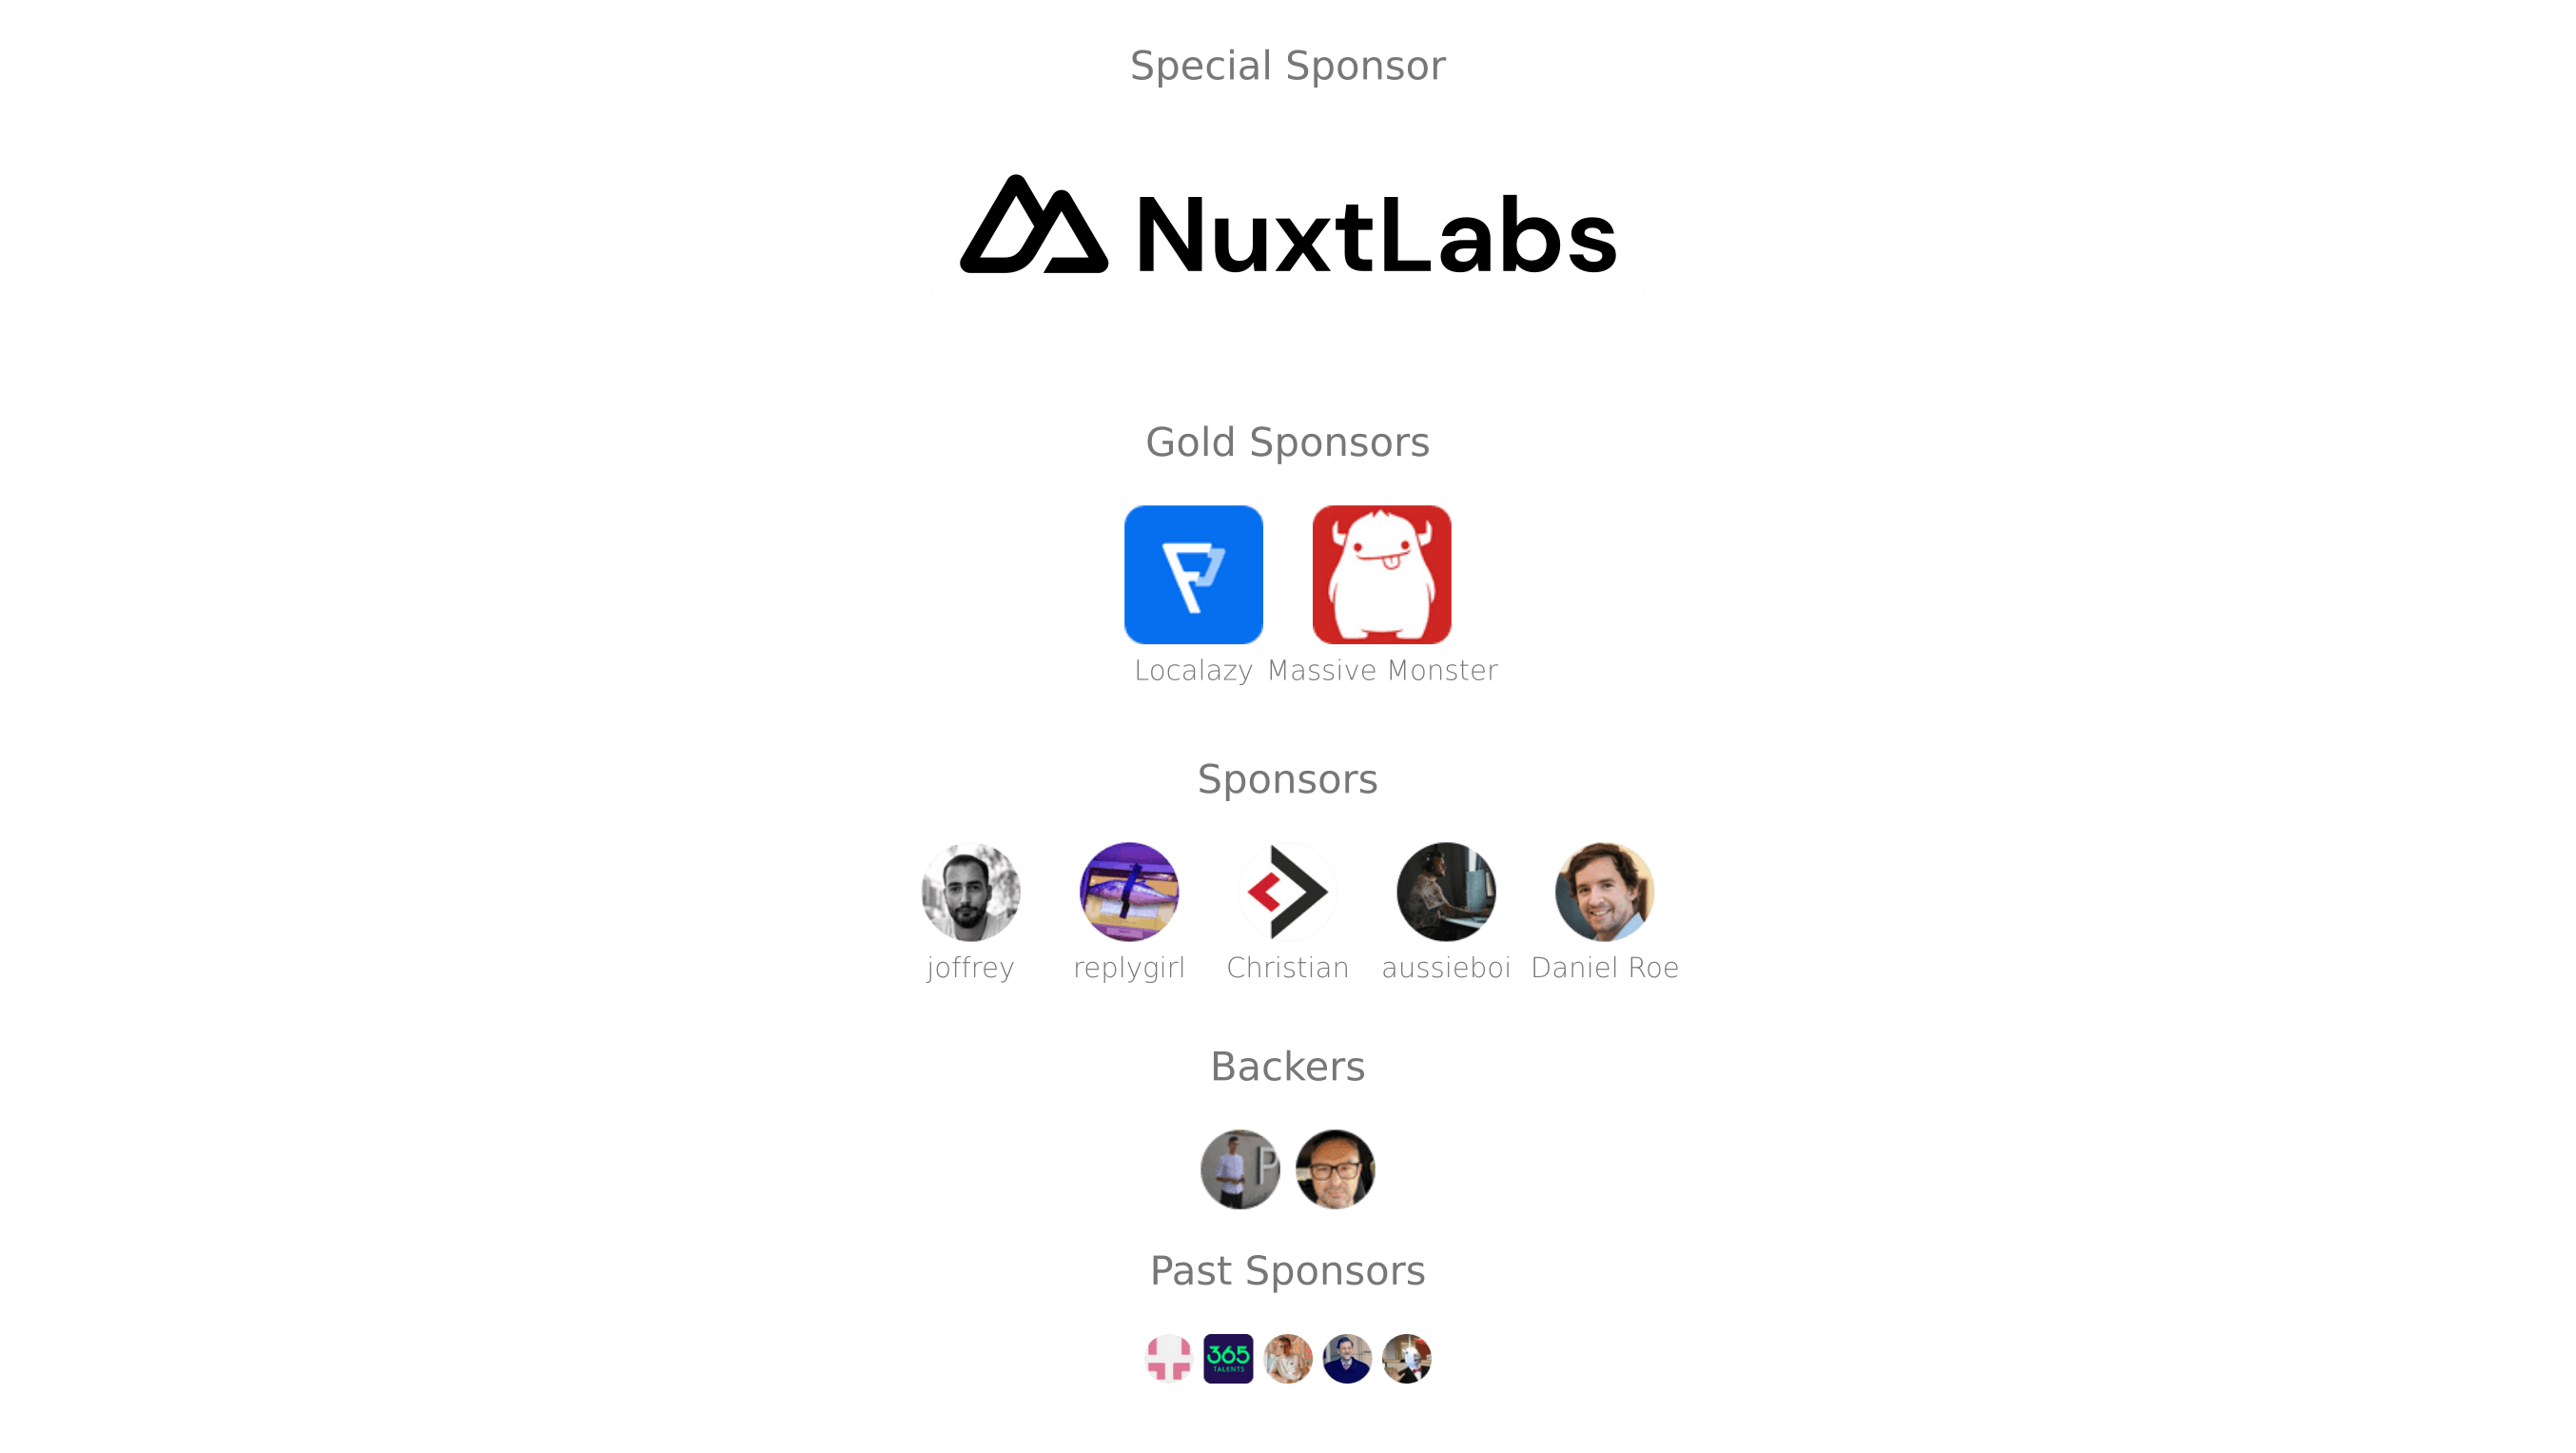 Special Sponsor
NuxtLabs
Gold Sponsors
Localazy Massive Monster
Sponsors
joffrey replygirl Christian aussieboi Daniel Roe
Backers
P
Past Sponsors
365
TALENTS